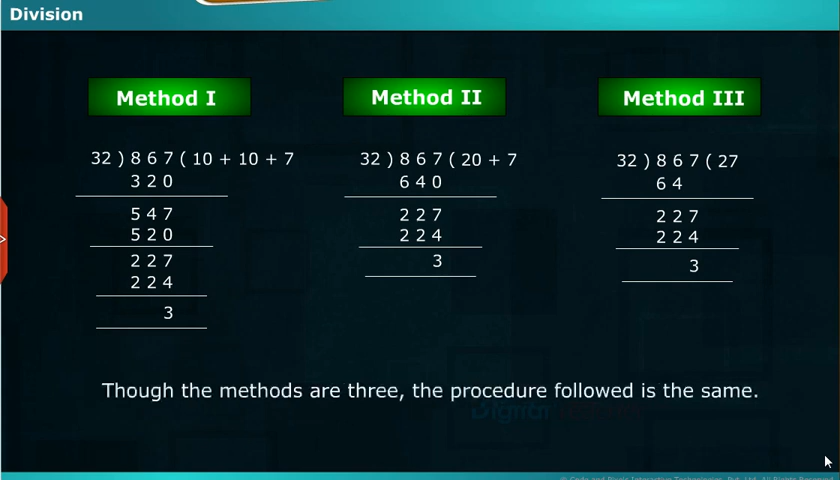 Division
Method I
32 ) 8 6 7 ( 10 + 10 + 7
3 2 0
5 4 7
5 2 0
2 2 7
2 2 4
3
Method II
32 ) 8 6 7 ( 20 + 7
6 4 0
2 2 7
2 2 4
3
Method III
32 ) 8 6 7 ( 27
6 4
2 2 7
2 2 4
3
Though the methods are three, the procedure followed is the same.